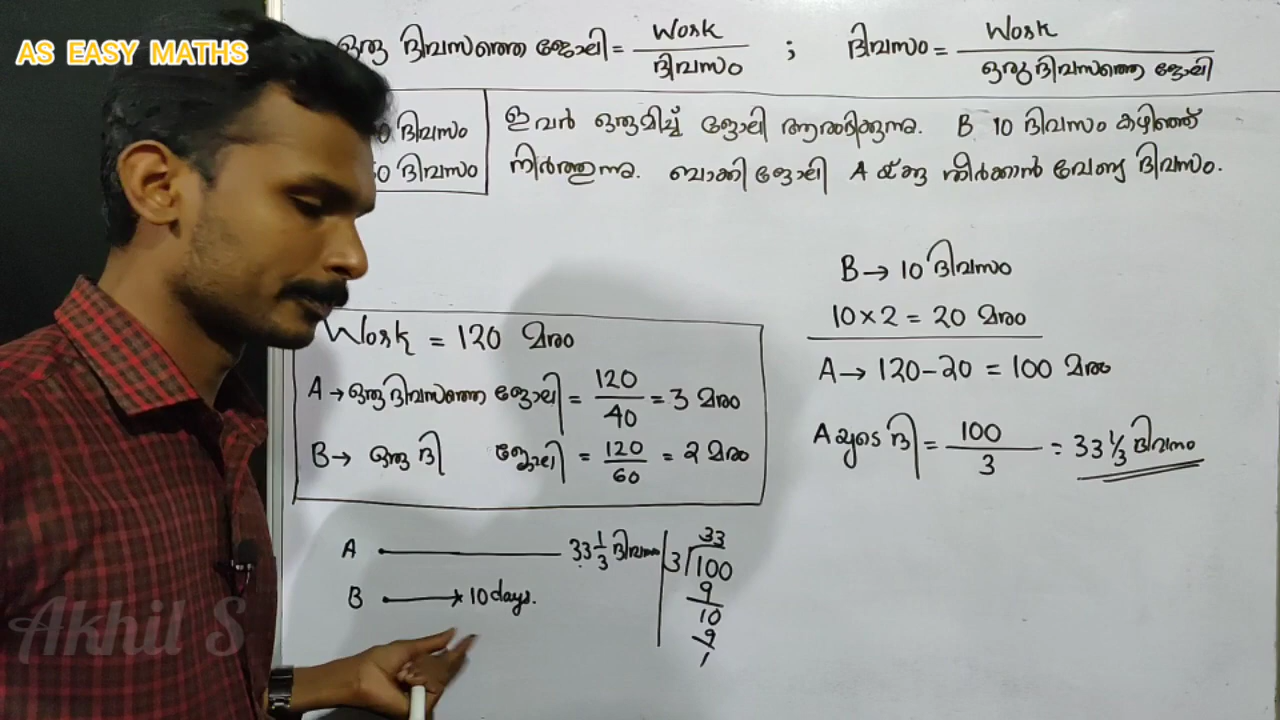 AS EASY MATHS
ഒരു ദിവസത്തെ ജോലി = Work / ദിവസം ; ദിവസം = Work / ഒരുദിവസത്തെ ജോലി
0 ദിവസം
60 ദിവസം
ഇവർ ഒരുമിച്ച് ജോലി ആരംഭിക്കുന്നു. B 10 ദിവസം കഴിഞ്ഞ്
നിർത്തുന്നു. ബാക്കി ജോലി A യ്ക്കു തീർക്കാൻ വേണ്ട ദിവസം.
B → 10 ദിവസം
10 × 2 = 20 മരം
A → 120 - 20 = 100 മരം
A യുടെ ദി = 100 / 3 = 33 1/3 ദിവസം
Work = 120 മരം
A → ഒരുദിവസത്തെ ജോലി = 120 / 40 = 3 മരം
B → ഒരു ദി ജോലി = 120 / 60 = 2 മരം
A 33 1/3 ദിവസം
B → 10 days.
33
3 100
9
10
9
1
Akhil S